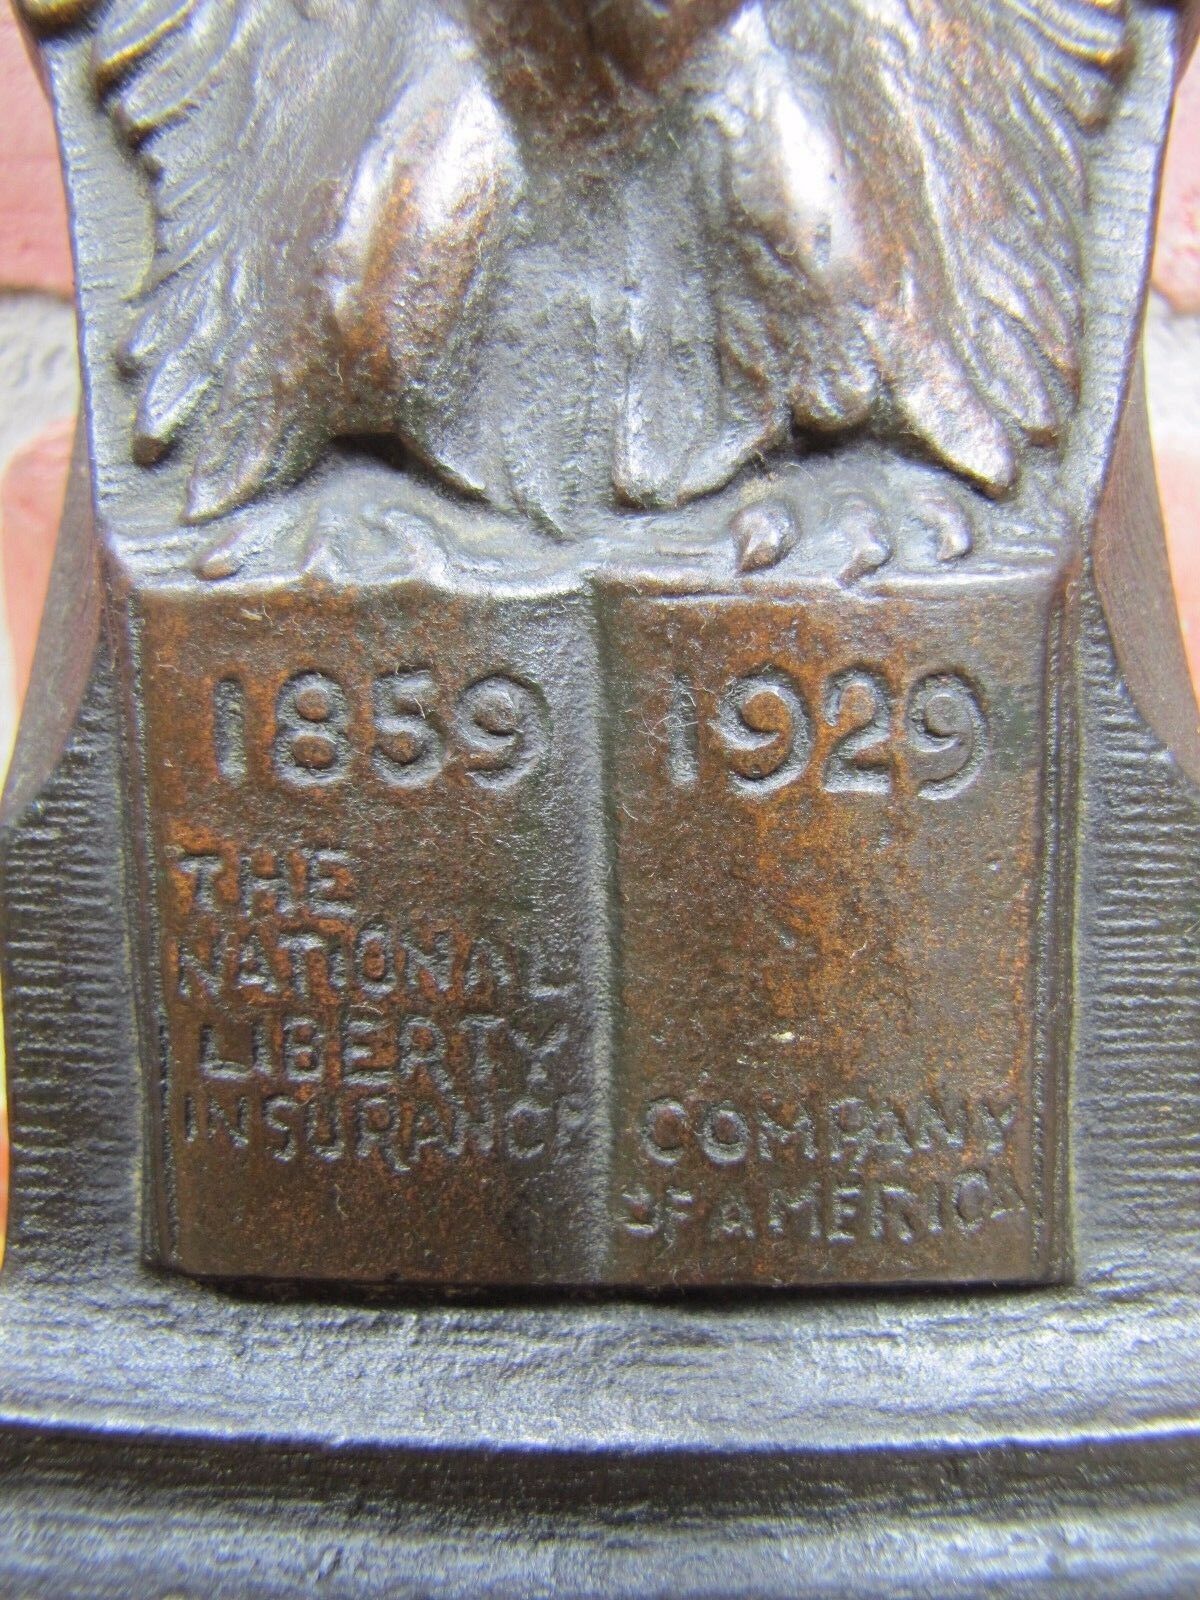 1859
THE
NATIONAL
LIBERTY
INSURANCE
1929
COMPANY
OF AMERICA